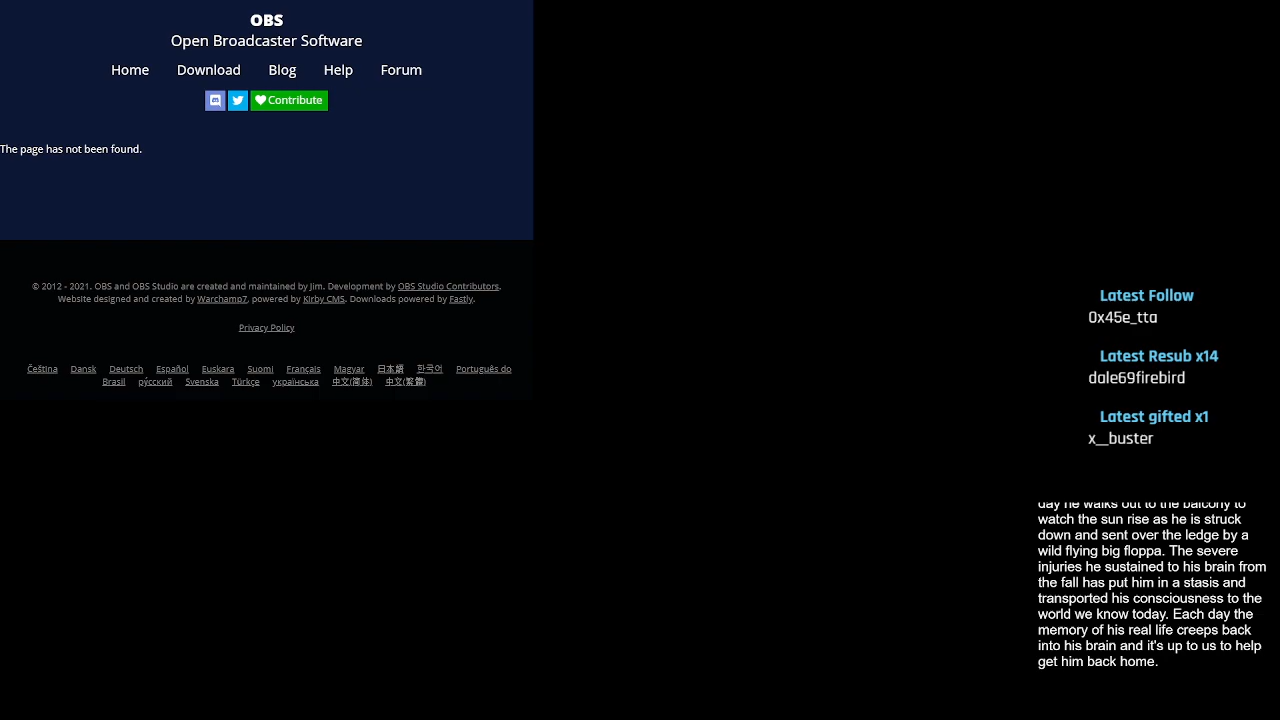 OBS
Open Broadcaster Software
Home Download Blog Help Forum
Contribute
The page has not been found.
© 2012 - 2021. OBS and OBS Studio are created and maintained by Jim. Development by OBS Studio Contributors.
Website designed and created by Warchamp7, powered by Kirby CMS. Downloads powered by Fastly.
Privacy Policy
Čeština Dansk Deutsch Español Euskara Suomi Français Magyar 日本語 한국어 Português do
Brasil русский Svenska Türkçe українська 中文(简体) 中文(繁體)
Latest Follow
0x45e_tta
Latest Resub x14
dale69firebird
Latest gifted x1
x__buster
day he walks out to the balcony to
watch the sun rise as he is struck
down and sent over the ledge by a
wild flying big floppa. The severe
injuries he sustained to his brain from
the fall has put him in a stasis and
transported his consciousness to the
world we know today. Each day the
memory of his real life creeps back
into his brain and it's up to us to help
get him back home.